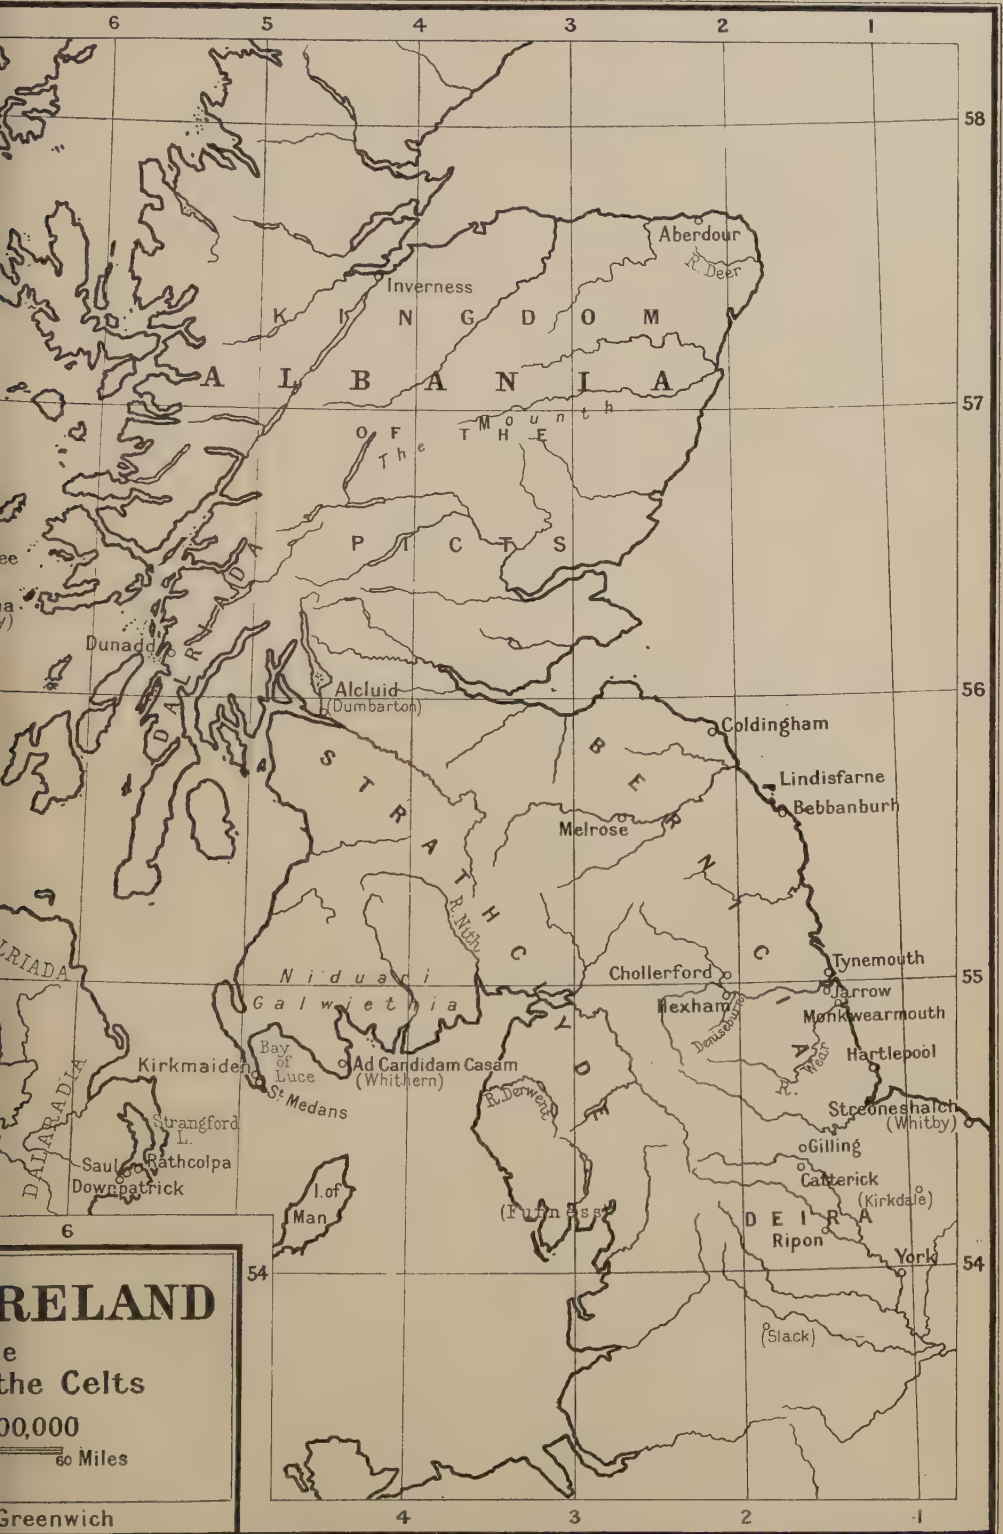 6 5 4 3 2 1
58
Aberdour
R. Deer
Inverness
KINGDOM
ALBANIA
57
The Mounth
OF THE
PICTS
DALRIADA
Dunadd
56
Alcluid
(Dumbarton)
Coldingham
Lindisfarne
Bebbanburh
Melrose
BERNICIA
STRATHCLYDE
R. Nith
LRIADA
Niduari
Galwiethia
55
Chollerford
Tynemouth
Jarrow
Hexham
Monkwearmouth
Deniseburn
Hartlepool
R. Wear
Kirkmaiden
Bay
of
Luce
Ad Candidam Casam
(Whithern)
St. Medans
R. Derwent
Streoneshalch
(Whitby)
DALARADIA
Strangford
L.
Saul
Rathcolpa
Downpatrick
Gilling
Catterick
(Kirkdale)
I. of
Man
(Furness)
DEIRA
Ripon
York
6
54
54
(Slack)
RELAND
e
the Celts
00,000
60 Miles
Greenwich
4 3 2 1